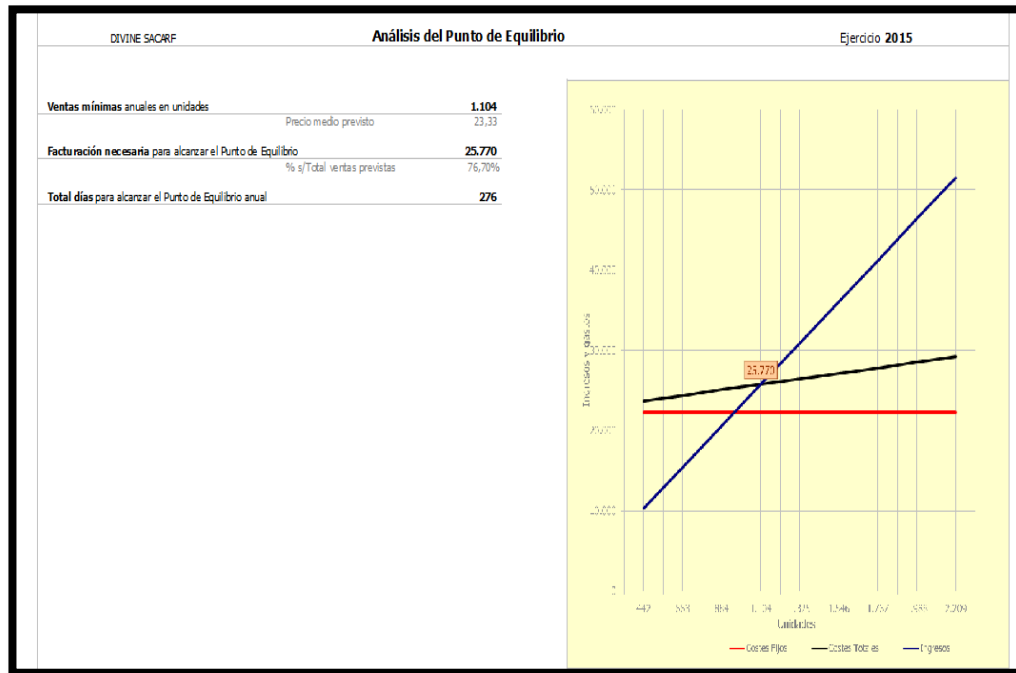 DIVINE SACARF
Análisis del Punto de Equilibrio
Ejercicio 2015
Ventas mínimas anuales en unidades 1.104
Precio medio previsto 23,33
Facturación necesaria para alcanzar el Punto de Equilibrio 25.770
% s/Total ventas previstas 76,70%
Total días para alcanzar el Punto de Equilibrio anual 276
50.000
40.000
Ingresos y gastos
25.770
0
1.104
2.209
Unidades
Costes Fijos Costes Totales Ingresos